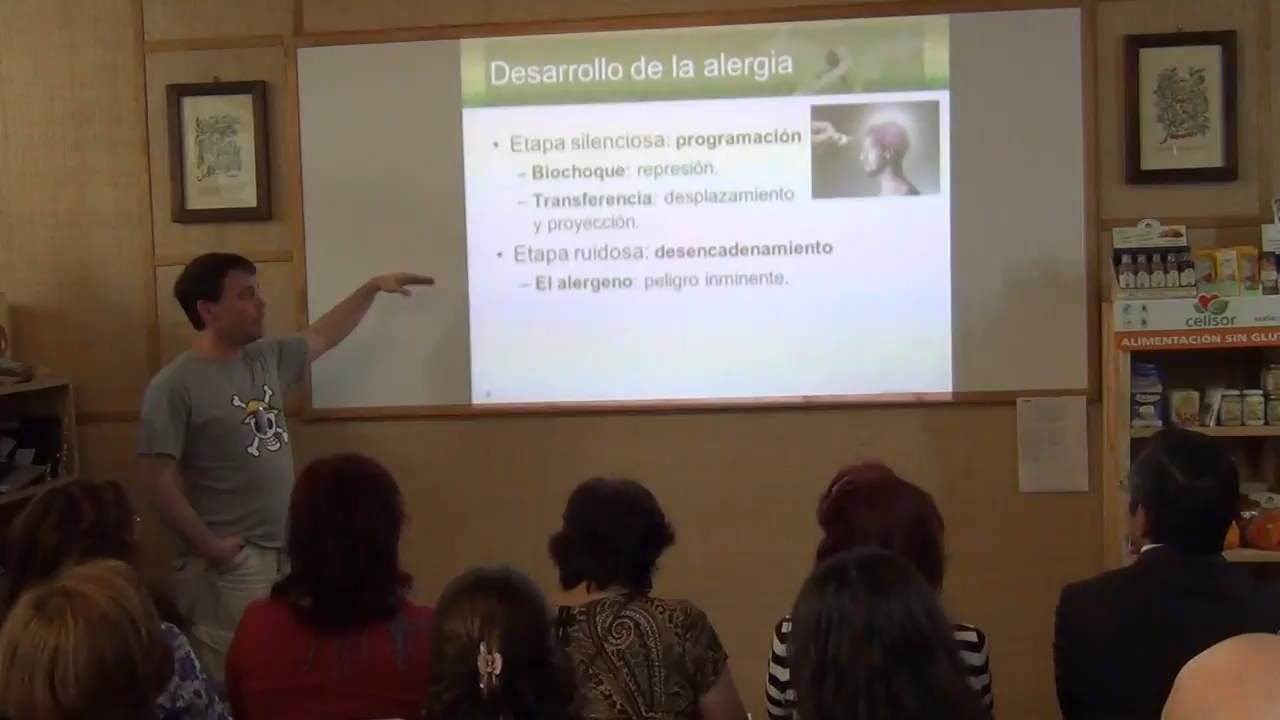 Desarrollo de la alergia
• Etapa silenciosa: programación
– Biochoque: represión.
– Transferencia: desplazamiento
y proyección.
• Etapa ruidosa: desencadenamiento
– El alergeno: peligro inminente.
celisor
ALIMENTACIÓN SIN GLU